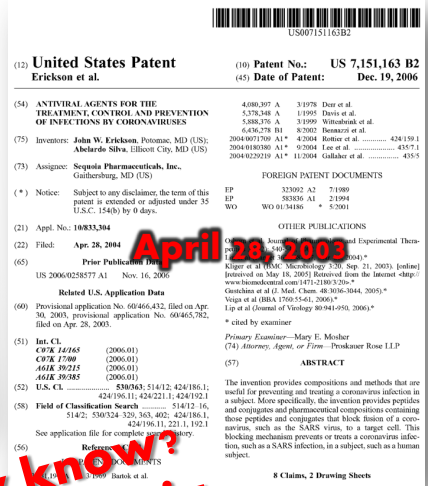 US007151163B2
(12) United States Patent
Erickson et al.
(10) Patent No.: US 7,151,163 B2
(45) Date of Patent: Dec. 19, 2006
(54) ANTIVIRAL AGENTS FOR THE
TREATMENT, CONTROL AND PREVENTION
OF INFECTIONS BY CORONAVIRUSES
(75) Inventors: John W. Erickson, Potomac, MD (US);
Abelardo Silva, Ellicott City, MD (US)
(73) Assignee: Sequoia Pharmaceuticals, Inc.,
Gaithersburg, MD (US)
( * ) Notice: Subject to any disclaimer, the term of this
patent is extended or adjusted under 35
U.S.C. 154(b) by 0 days.
(21) Appl. No.: 10/833,304
(22) Filed: Apr. 28, 2004
(65) Prior Publication Data
US 2006/0258577 A1 Nov. 16, 2006
Related U.S. Application Data
(60) Provisional application No. 60/466,432, filed on Apr.
30, 2003, provisional application No. 60/465,782,
filed on Apr. 28, 2003.
(51) Int. Cl.
C07K 14/165 (2006.01)
C07K 17/00 (2006.01)
A61K 39/215 (2006.01)
A61K 39/385 (2006.01)
(52) U.S. Cl. .................... 530/363; 514/12; 424/186.1;
424/196.11; 424/221.1; 424/192.1
(58) Field of Classification Search ............ 514/12-16,
514/2; 530/324-329, 363, 402; 424/186.1,
424/196.11, 221.1, 192.1
See application file for complete search history.
(56)
4,080,397 A 3/1978 Deer et al.
5,378,348 A 1/1995 Davis et al.
5,888,376 A 3/1999 Wittenbrink et al.
6,436,278 B1 8/2002 Bennazzi et al.
2004/0071709 A1* 4/2004 Rottier ............ 424/159.1
2004/0180380 A1* 9/2004 Lee et al. ............ 435/7.1
2004/0229219 A1* 11/2004 Gallaher et al. ............ 435/5
FOREIGN PATENT DOCUMENTS
EP 323092 A2 7/1989
EP 583836 A1 2/1994
WO WO 01/34186 * 5/2001
OTHER PUBLICATIONS
Journal and Experimental Thera-
April 28, 2003
Kliger et al (BMC Microbiology 3:20, Sep. 21, 2003). [online]
[retreived on May 18, 2005] Retreived from the Internet <http://
www.biomedcentral.com/1471-2180/3/20>.*
Gustchina et al (J. Med. Chem. 48:3036-3044, 2005).*
Veiga et al (BBA 1760:55-61, 2006).*
Lip et al (Journal of Virology 80:941-950, 2006).*
* cited by examiner
Primary Examiner—Mary E. Mosher
(74) Attorney, Agent, or Firm—Proskauer Rose LLP
(57) ABSTRACT
The invention provides compositions and methods that are
useful for preventing and treating a coronavirus infection in
a subject. More specifically, the invention provides peptides
and conjugates and pharmaceutical compositions containing
those peptides and conjugates that block fusion of a coro-
navirus, such as the SARS virus, to a target cell. This
blocking mechanism prevents or treats a coronavirus infec-
tion, such as a SARS infection, in a subject, such as a human
subject.
8 Claims, 2 Drawing Sheets
know?
DOCUMENTS
Bartok et al.